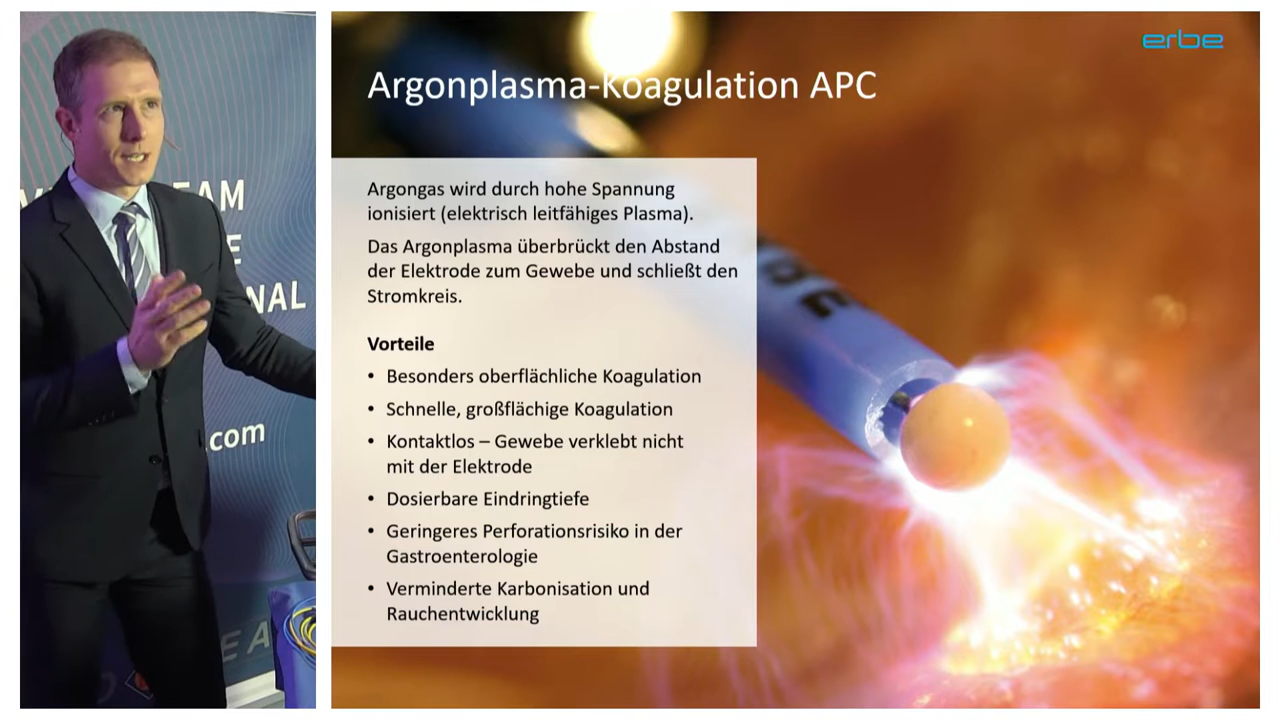 erbe
Argonplasma-Koagulation APC
Argongas wird durch hohe Spannung
ionisiert (elektrisch leitfähiges Plasma).
Das Argonplasma überbrückt den Abstand
der Elektrode zum Gewebe und schließt den
Stromkreis.
Vorteile
• Besonders oberflächliche Koagulation
• Schnelle, großflächige Koagulation
• Kontaktlos – Gewebe verklebt nicht
mit der Elektrode
• Dosierbare Eindringtiefe
• Geringeres Perforationsrisiko in der
Gastroenterologie
• Verminderte Karbonisation und
Rauchentwicklung
.com